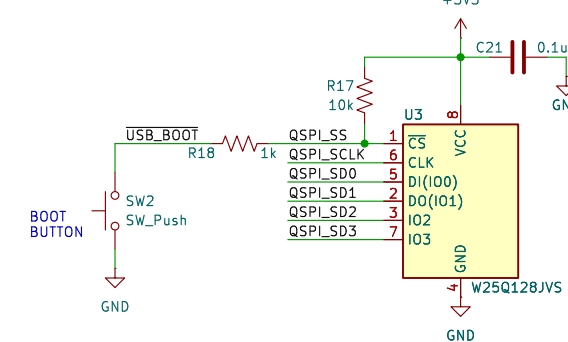 +3V3
C21 0.1u
R17
10k
GN
U3
8
VCC
USB_BOOT
R18 1k
QSPI_SS 1 CS
QSPI_SCLK 6 CLK
QSPI_SD0 5 DI(IO0)
QSPI_SD1 2 DO(IO1)
QSPI_SD2 3 IO2
QSPI_SD3 7 IO3
SW2
SW_Push
BOOT
BUTTON
GND
GND
4
W25Q128JVS
GND